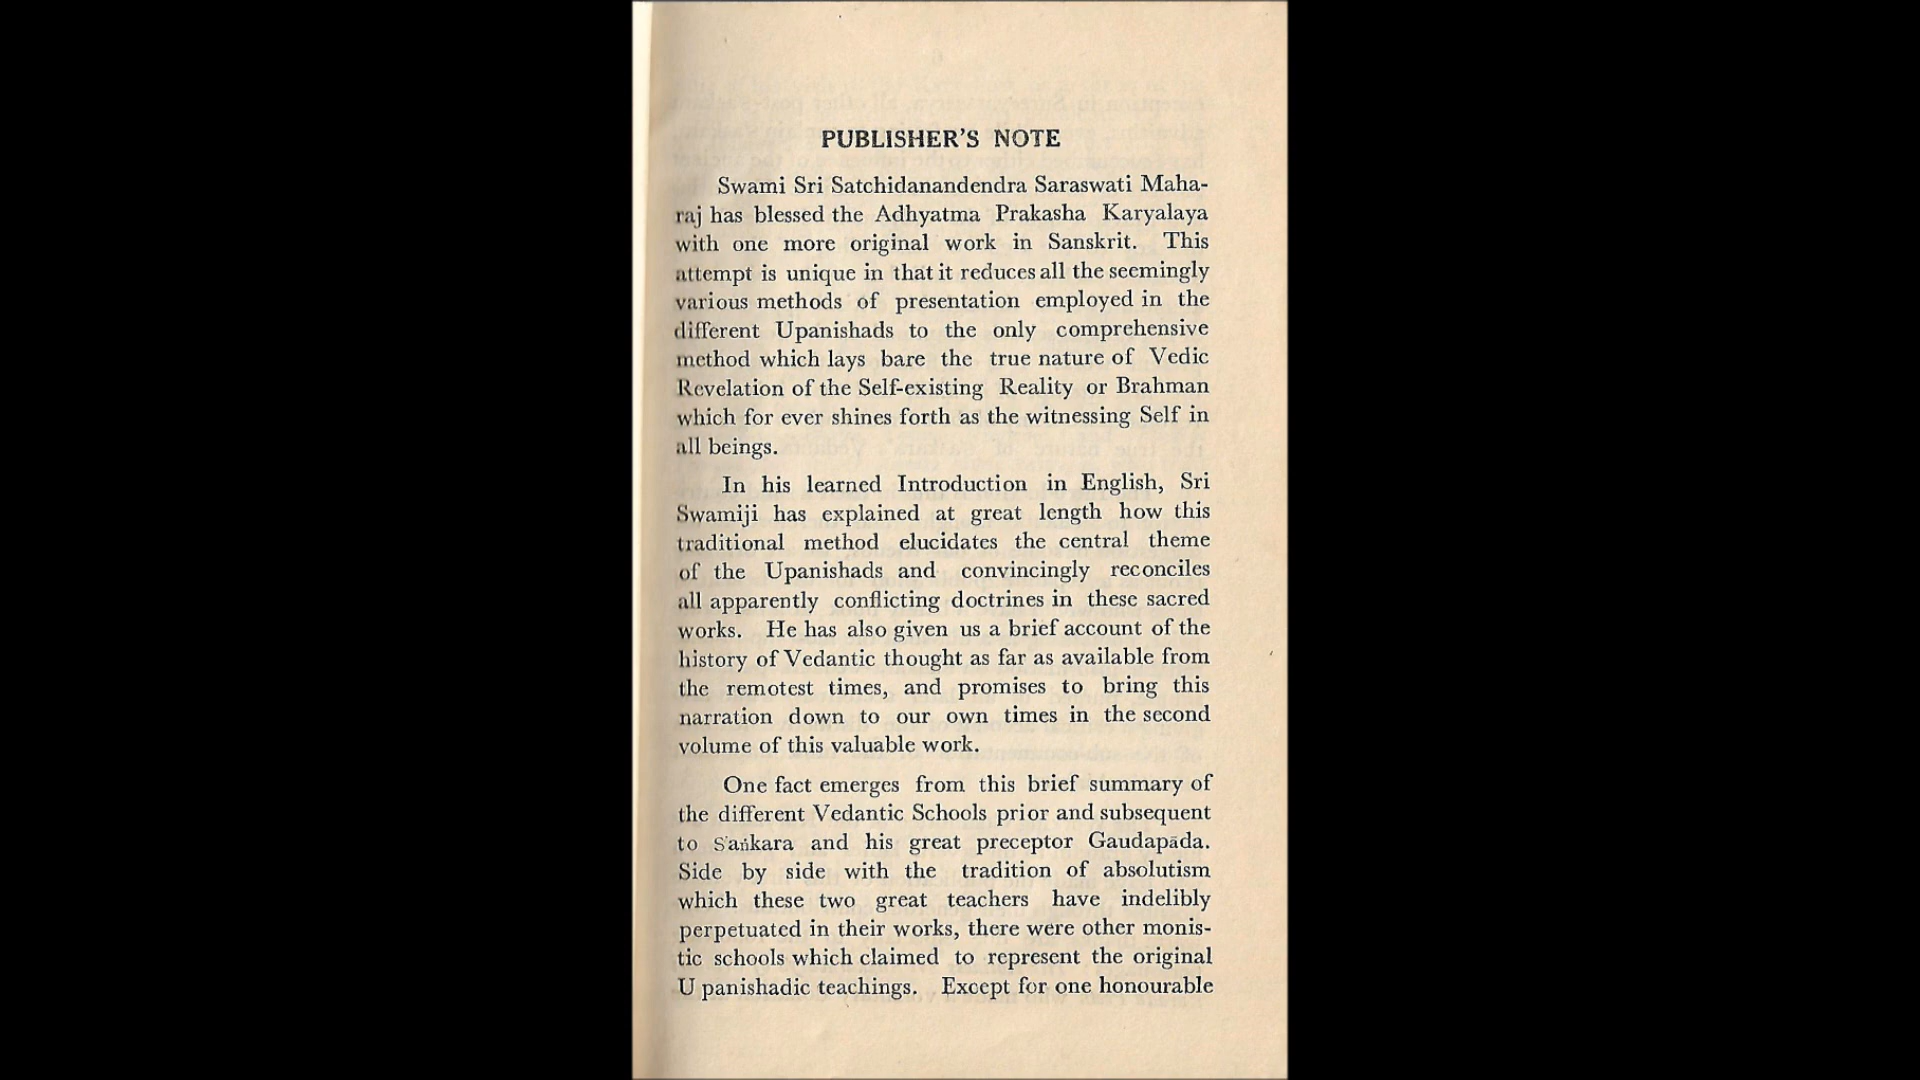 PUBLISHER'S NOTE
Swami Sri Satchidanandendra Saraswati Maha-
raj has blessed the Adhyatma Prakasha Karyalaya
with one more original work in Sanskrit. This
attempt is unique in that it reduces all the seemingly
various methods of presentation employed in the
different Upanishads to the only comprehensive
method which lays bare the true nature of Vedic
Revelation of the Self-existing Reality or Brahman
which for ever shines forth as the witnessing Self in
all beings.
In his learned Introduction in English, Sri
Swamiji has explained at great length how this
traditional method elucidates the central theme
of the Upanishads and convincingly reconciles
all apparently conflicting doctrines in these sacred
works. He has also given us a brief account of the
history of Vedantic thought as far as available from
the remotest times, and promises to bring this
narration down to our own times in the second
volume of this valuable work.
One fact emerges from this brief summary of
the different Vedantic Schools prior and subsequent
to S'aṅkara and his great preceptor Gaudapāda.
Side by side with the tradition of absolutism
which these two great teachers have indelibly
perpetuated in their works, there were other monis-
tic schools which claimed to represent the original
U panishadic teachings. Except for one honourable